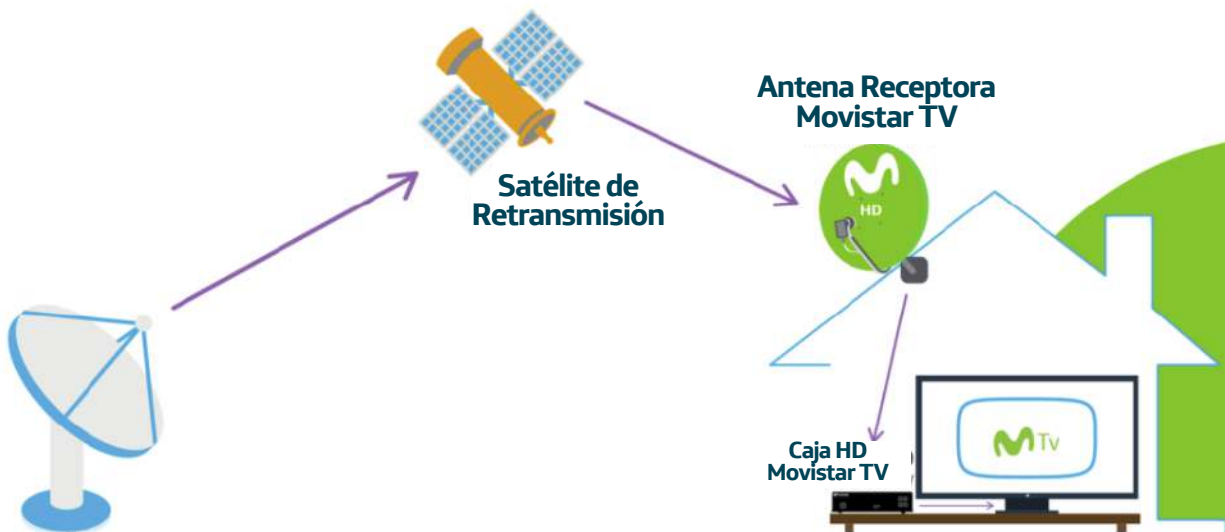 Antena Receptora
Movistar TV
HD
Satélite de
Retransmisión
Caja HD
Movistar TV
Tv